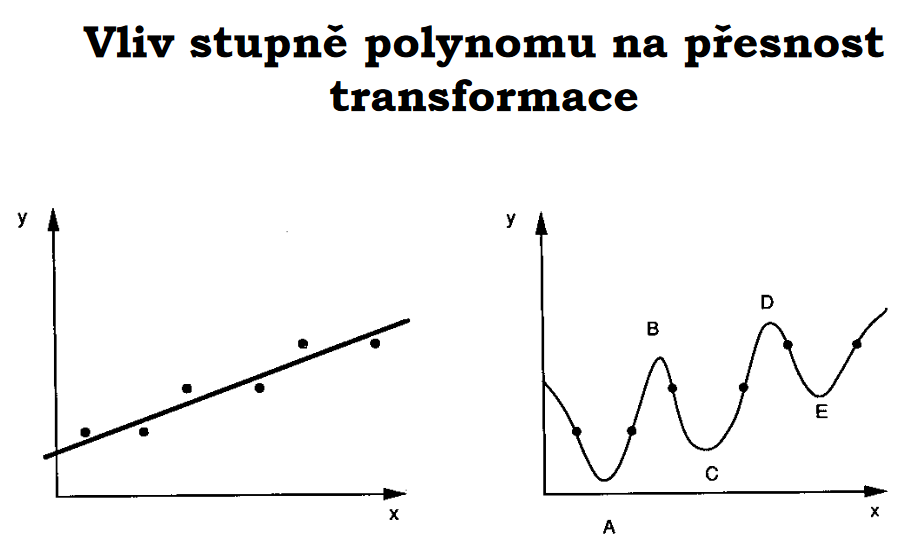 Vliv stupně polynomu na přesnost
transformace
y
x
y
B
D
E
C
A
x